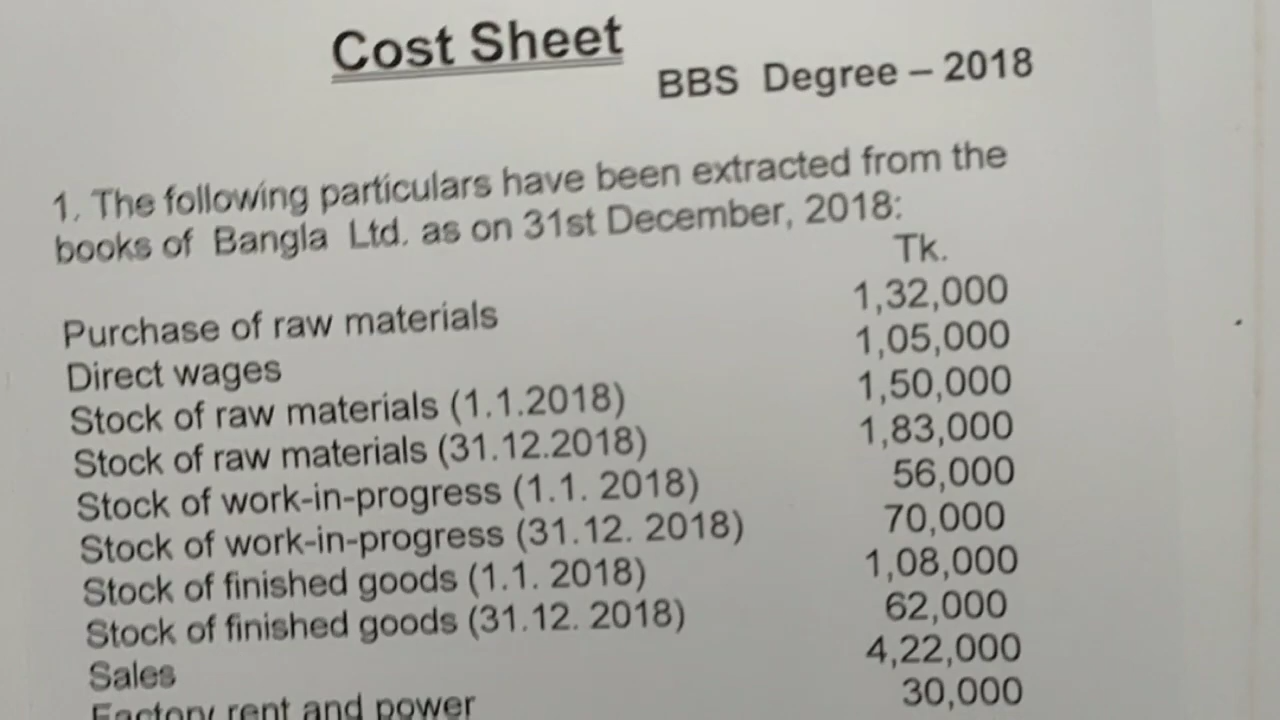 Cost Sheet
BBS Degree – 2018
1. The following particulars have been extracted from the
books of Bangla Ltd. as on 31st December, 2018:
Tk.
Purchase of raw materials 1,32,000
Direct wages 1,05,000
Stock of raw materials (1.1.2018) 1,50,000
Stock of raw materials (31.12.2018) 1,83,000
Stock of work-in-progress (1.1. 2018) 56,000
Stock of work-in-progress (31.12. 2018) 70,000
Stock of finished goods (1.1. 2018) 1,08,000
Stock of finished goods (31.12. 2018) 62,000
Sales 4,22,000
Factory rent and power 30,000